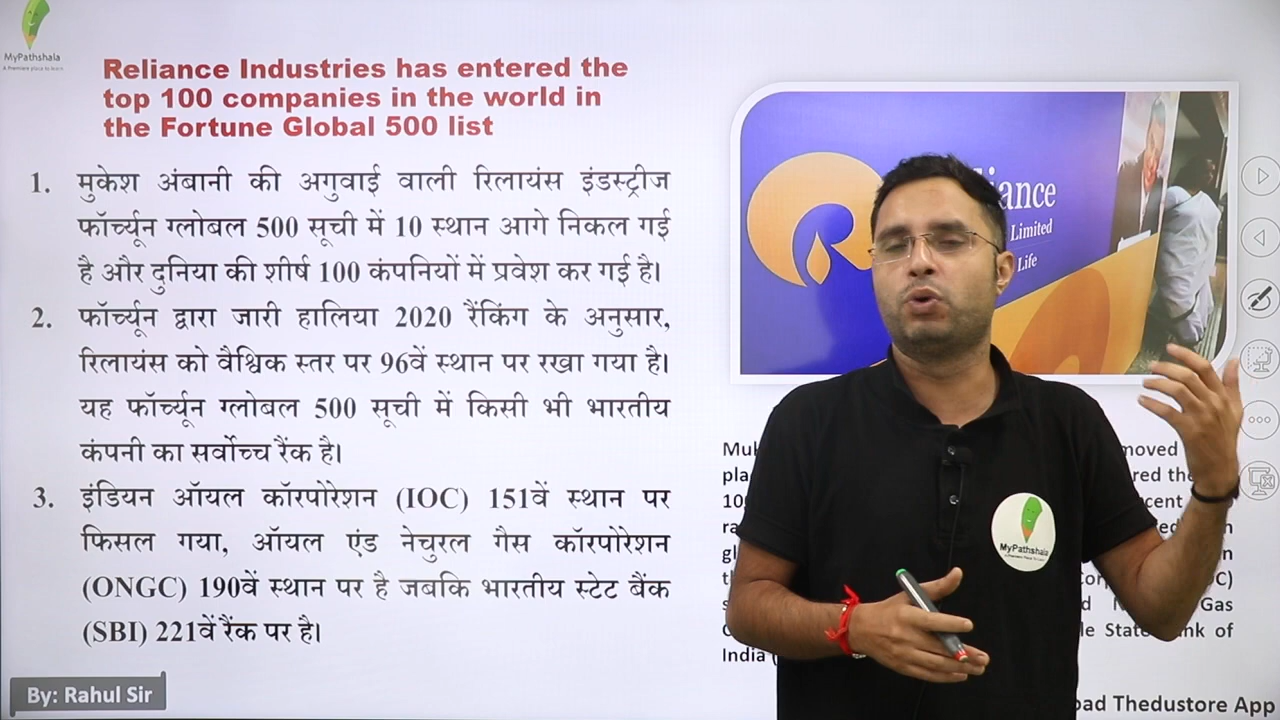 MyPathshala
Reliance Industries has entered the
top 100 companies in the world in
the Fortune Global 500 list
1. मुकेश अंबानी की अगुवाई वाली रिलायंस इंडस्ट्रीज
फॉर्च्यून ग्लोबल 500 सूची में 10 स्थान आगे निकल गई
है और दुनिया की शीर्ष 100 कंपनियों में प्रवेश कर गई है।
2. फॉर्च्यून द्वारा जारी हालिया 2020 रैंकिंग के अनुसार,
रिलायंस को वैश्विक स्तर पर 96वें स्थान पर रखा गया है।
यह फॉर्च्यून ग्लोबल 500 सूची में किसी भी भारतीय
कंपनी का सर्वोच्च रैंक है।
3. इंडियन ऑयल कॉरपोरेशन (IOC) 151वें स्थान पर
फिसल गया, ऑयल एंड नेचुरल गैस कॉरपोरेशन
(ONGC) 190वें स्थान पर है जबकि भारतीय स्टेट बैंक
(SBI) 221वें रैंक पर है।
Limited
Life
moved
Gas
of
India (
MyPathshala
By: Rahul Sir
Thedustore App